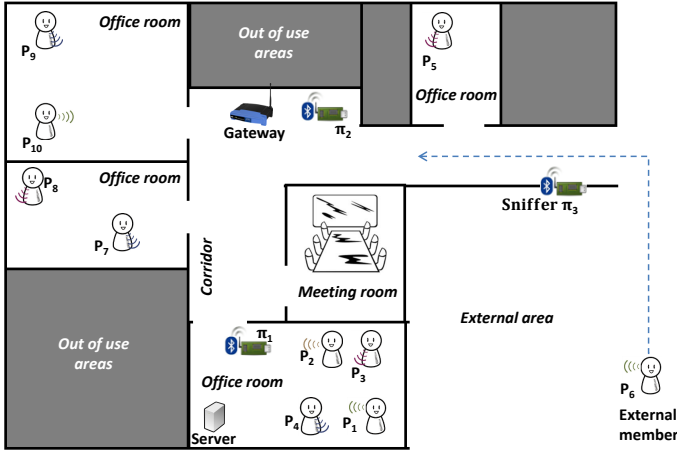 Office room
P9
Out of use
areas
P5
Office room
P10
Gateway
π2
P8
Office room
Sniffer π3
P7
Corridor
Meeting room
External area
Out of use
areas
π1
P2
P3
Office room
P6
Server
P4
P1
External
member